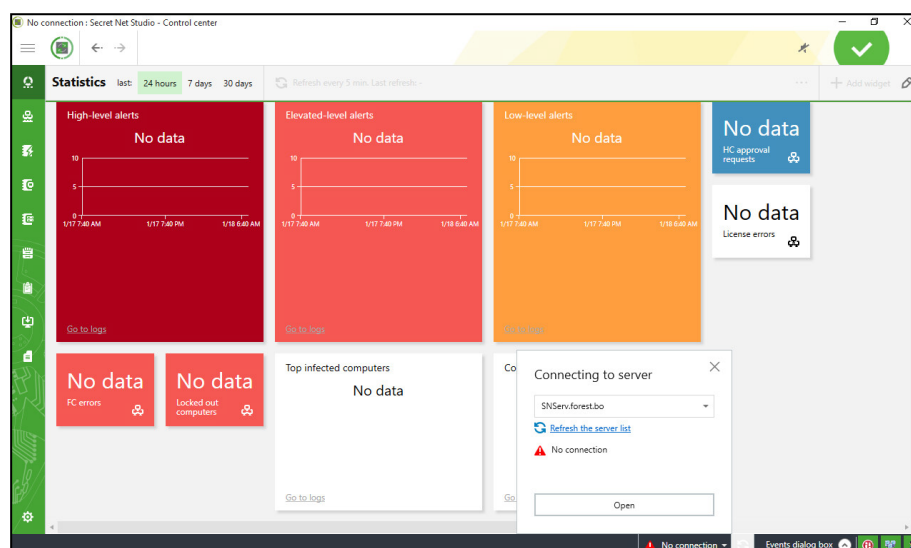 No connection : Secret Net Studio - Control center
Statistics last: 24 hours 7 days 30 days Refresh every 5 min. Last refresh: - ... Add widget
High-level alerts
No data
10
5
0
1/17 7:40 AM 1/17 7:40 PM 1/18 6:40 AM
Go to logs
Elevated-level alerts
No data
10
5
0
1/17 7:40 AM 1/17 7:40 PM 1/18 6:40 AM
Go to logs
Low-level alerts
No data
10
5
0
1/17 7:40 AM 1/17 7:40 PM 1/18 6:40 AM
Go to logs
No data
HC approval
requests
No data
License errors
No data
FC errors
No data
Locked out
computers
Top infected computers
No data
Go to logs
Co
Go
Connecting to server
SNServ.forest.bo
Refresh the server list
No connection
Open
No connection
Events dialog box